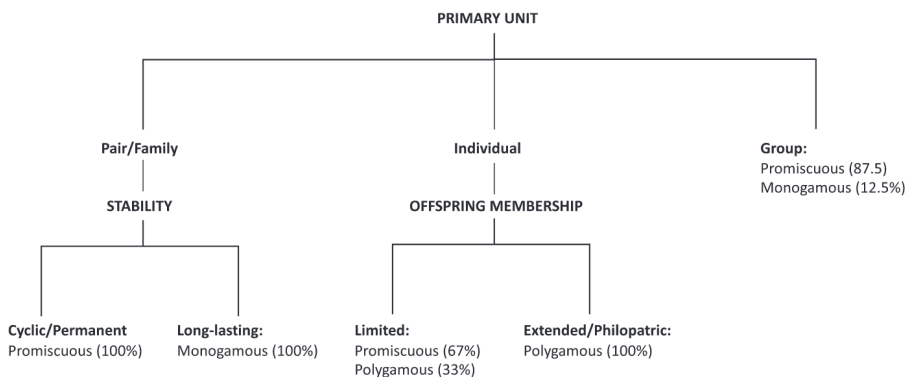 PRIMARY UNIT
Pair/Family
Individual
Group:
Promiscuous (87.5)
Monogamous (12.5%)
STABILITY
OFFSPRING MEMBERSHIP
Cyclic/Permanent
Promiscuous (100%)
Long-lasting:
Monogamous (100%)
Limited:
Promiscuous (67%)
Polygamous (33%)
Extended/Philopatric:
Polygamous (100%)